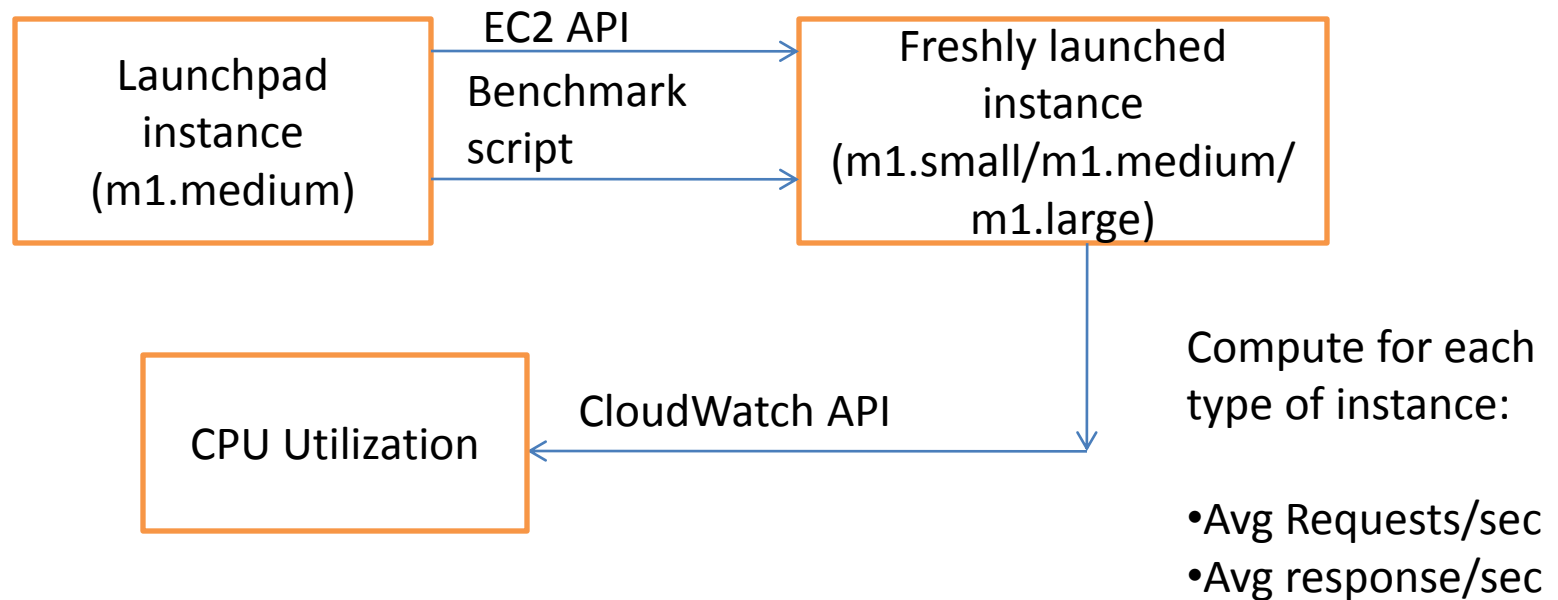 Launchpad
instance
(m1.medium)
EC2 API
Benchmark
script
Freshly launched
instance
(m1.small/m1.medium/
m1.large)
CPU Utilization
CloudWatch API
Compute for each
type of instance:
•Avg Requests/sec
•Avg response/sec